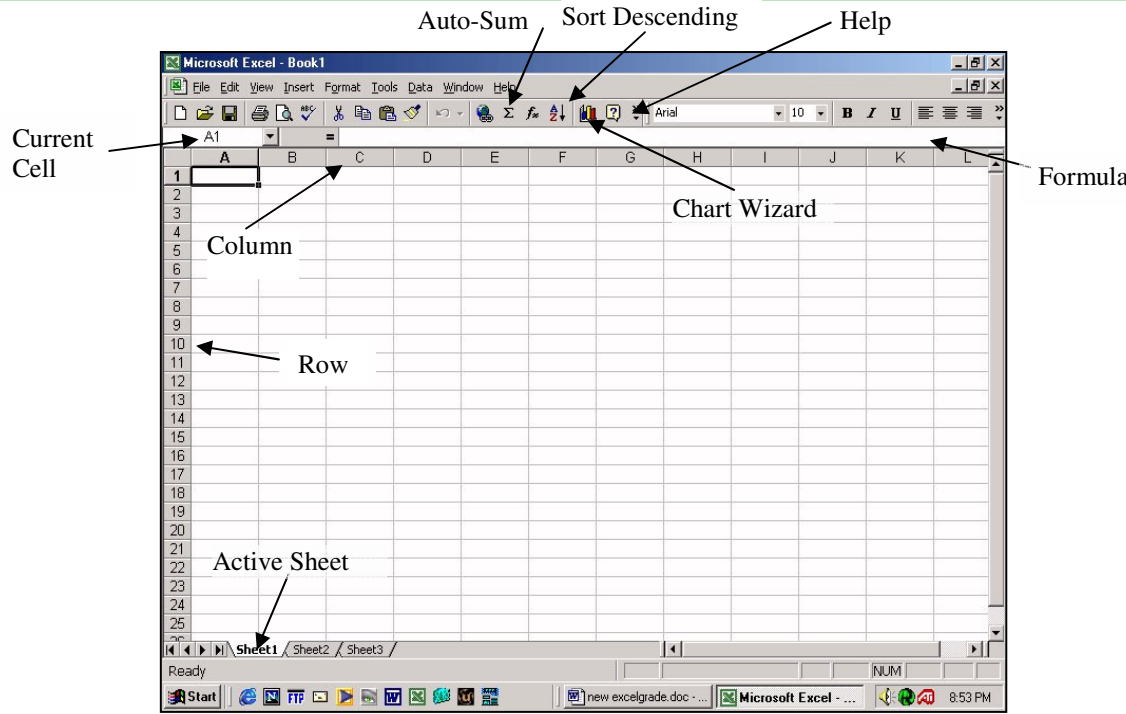 Auto-Sum Sort Descending Help
Microsoft Excel - Book1
File Edit View Insert Format Tools Data Window Help
Arial 10 B I U
Current
Cell
A1 =
Formula
A B C D E F G H I J K L
1
2
3
Chart Wizard
4
5
Column
6
7
8
9
10
11
Row
12
13
14
15
16
17
18
19
20
21
22
Active Sheet
23
24
25
Sheet1 Sheet2 Sheet3
Ready NUM
Start FTP new excelgrade.doc - ... Microsoft Excel - ... 8:53 PM